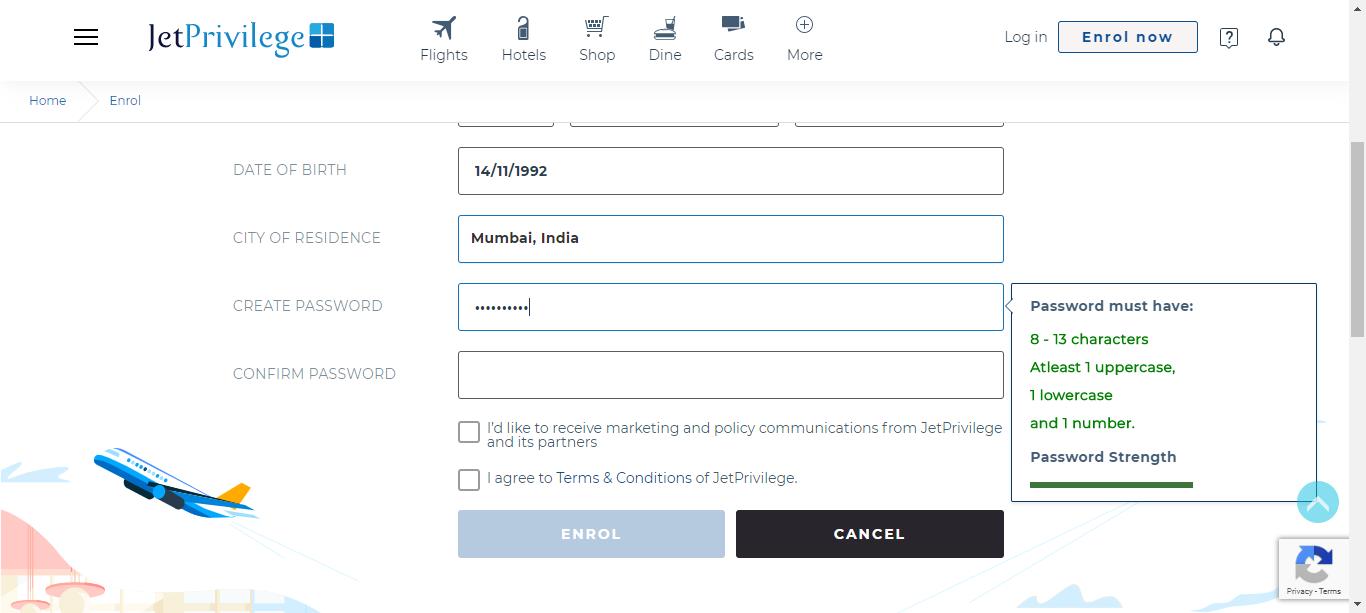 JetPrivilege
Flights
Hotels
Shop
Dine
Cards
More
Log in
Enrol now
Home
Enrol
DATE OF BIRTH
14/11/1992
CITY OF RESIDENCE
Mumbai, India
CREATE PASSWORD
••••••••••
Password must have:
8 - 13 characters
Atleast 1 uppercase,
1 lowercase
and 1 number.
Password Strength
CONFIRM PASSWORD
I'd like to receive marketing and policy communications from JetPrivilege
and its partners
I agree to Terms & Conditions of JetPrivilege.
ENROL
CANCEL
Privacy - Terms